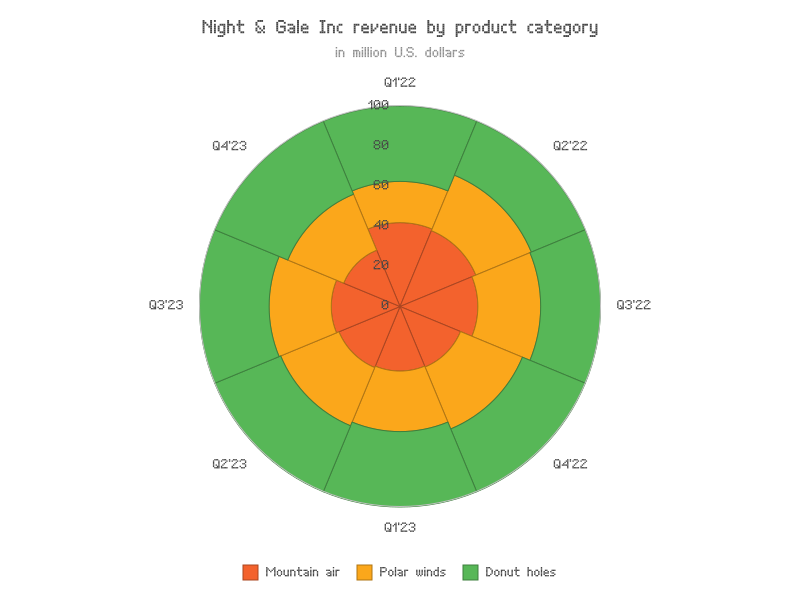 Night & Gale Inc revenue by product category
in million U.S. dollars
Q1'22
100
Q4'23
80
Q2'22
60
40
20
Q3'23
0
Q3'22
Q2'23
Q4'22
Q1'23
Mountain air
Polar winds
Donut holes